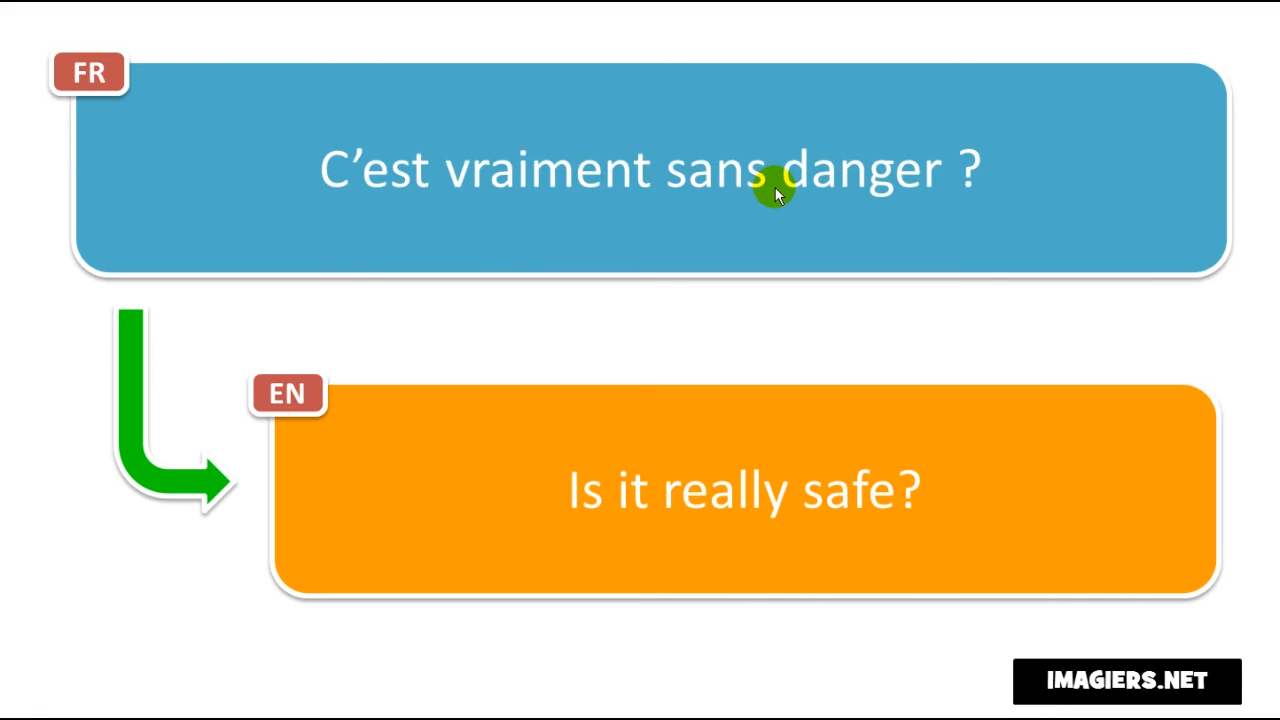 FR
C’est vraiment sans danger ?
EN
Is it really safe?
IMAGIERS.NET